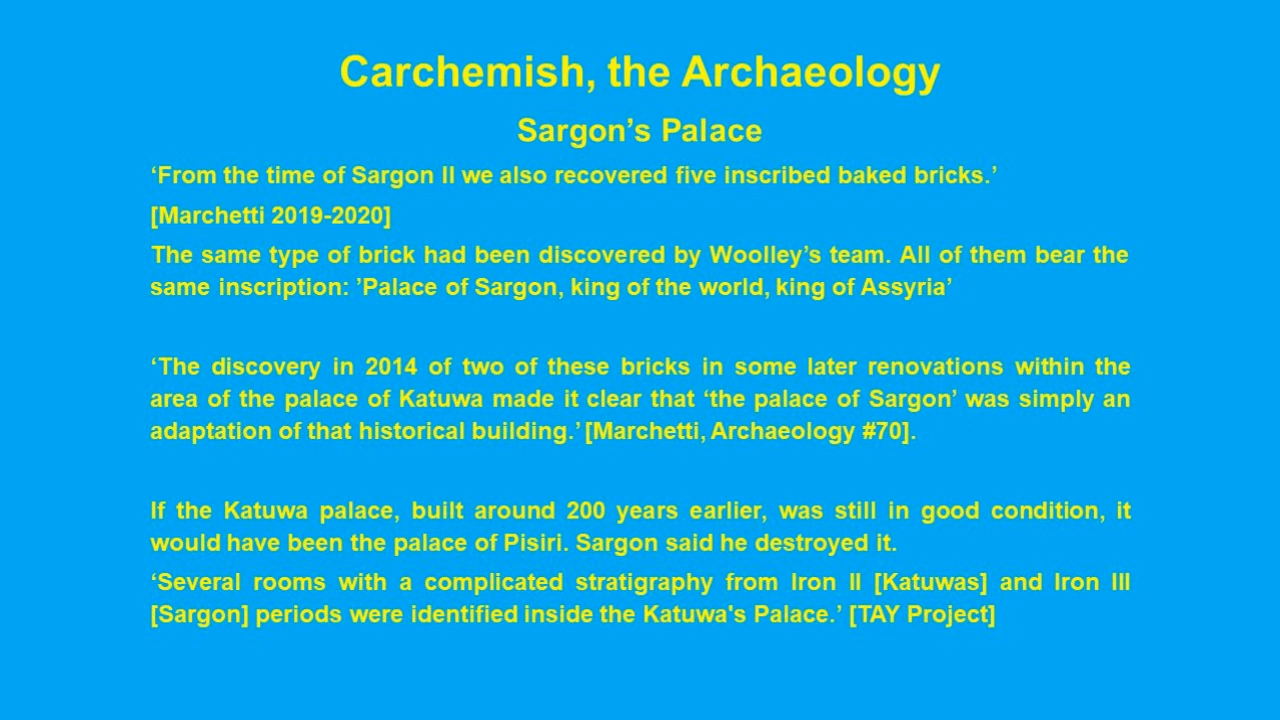 Carchemish, the Archaeology
Sargon’s Palace
‘From the time of Sargon II we also recovered five inscribed baked bricks.’
[Marchetti 2019-2020]
The same type of brick had been discovered by Woolley’s team. All of them bear the
same inscription: ’Palace of Sargon, king of the world, king of Assyria’
‘The discovery in 2014 of two of these bricks in some later renovations within the
area of the palace of Katuwa made it clear that ‘the palace of Sargon’ was simply an
adaptation of that historical building.’ [Marchetti, Archaeology #70].
If the Katuwa palace, built around 200 years earlier, was still in good condition, it
would have been the palace of Pisiri. Sargon said he destroyed it.
‘Several rooms with a complicated stratigraphy from Iron II [Katuwas] and Iron III
[Sargon] periods were identified inside the Katuwa's Palace.’ [TAY Project]